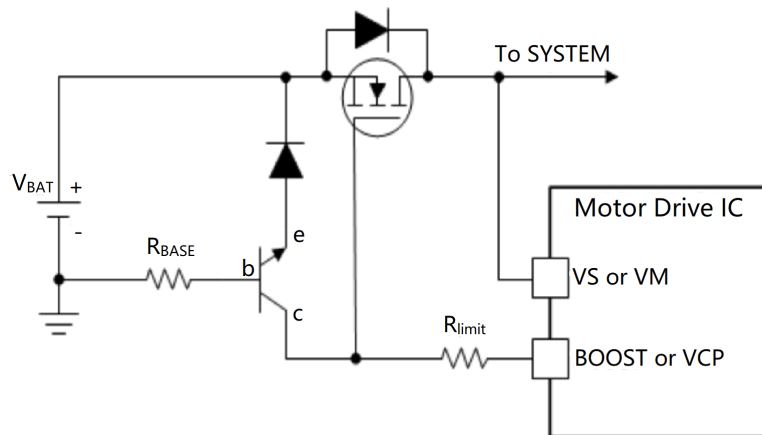 To SYSTEM
VBAT
+
-
RBASE
b
e
c
Rlimit
Motor Drive IC
VS or VM
BOOST or VCP